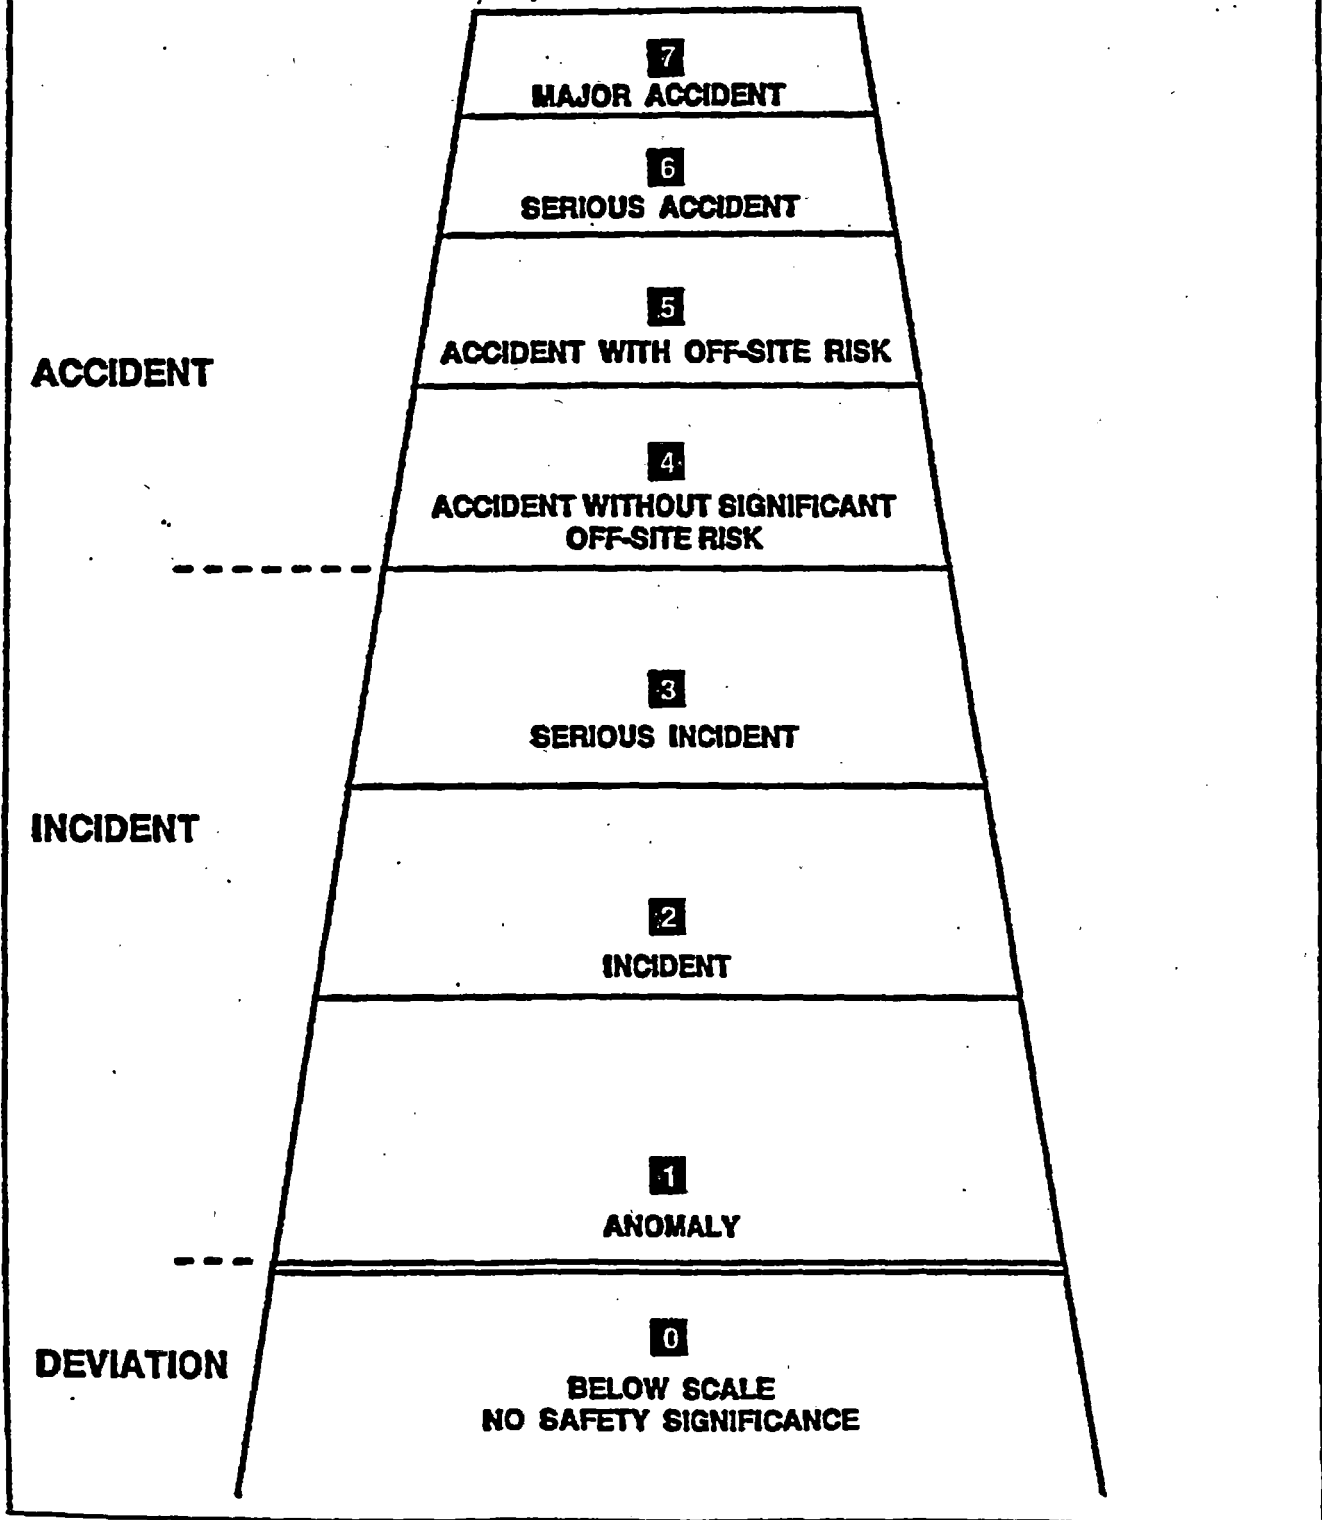 7
MAJOR ACCIDENT
6
SERIOUS ACCIDENT
5
ACCIDENT WITH OFF-SITE RISK
ACCIDENT
4
ACCIDENT WITHOUT SIGNIFICANT
OFF-SITE RISK
3
SERIOUS INCIDENT
INCIDENT
2
INCIDENT
1
ANOMALY
0
DEVIATION
BELOW SCALE
NO SAFETY SIGNIFICANCE